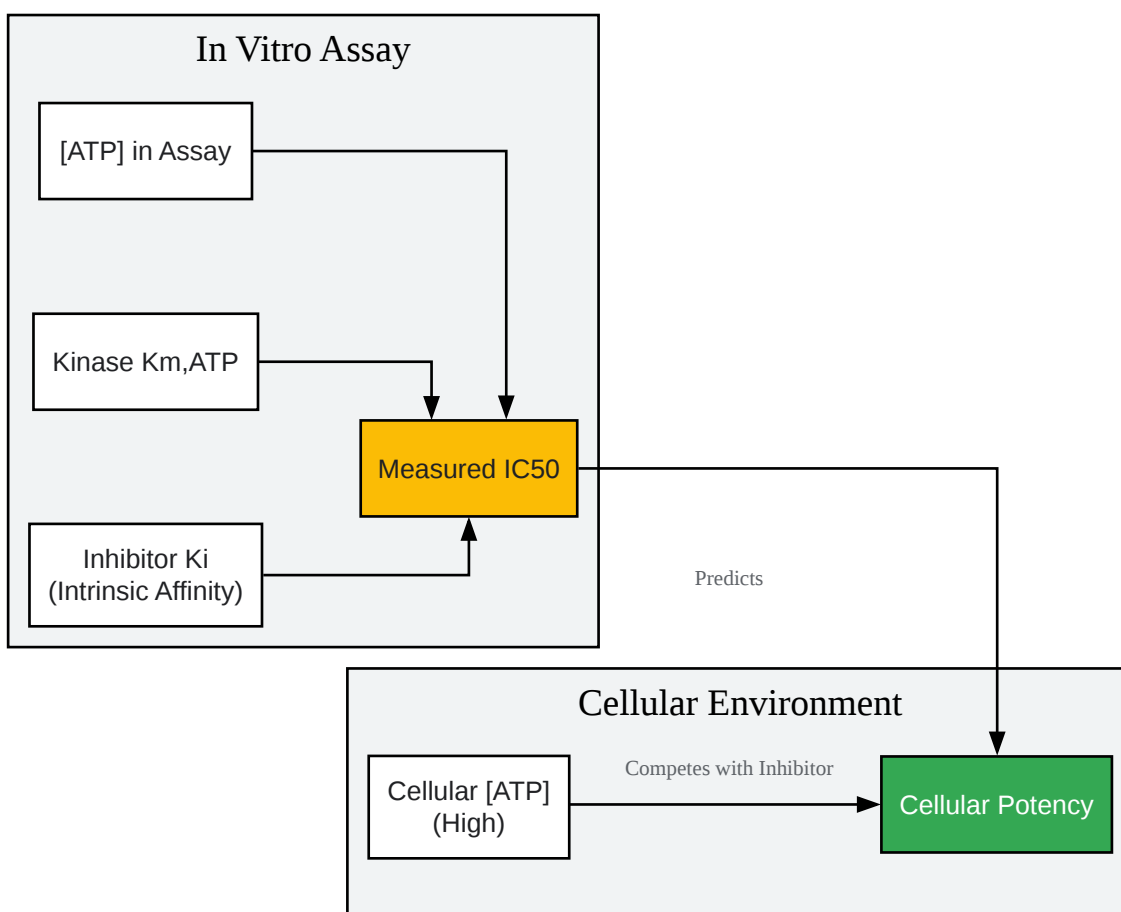 In Vitro Assay
[ATP] in Assay
Kinase Km,ATP
Measured IC50
Inhibitor Ki
(Intrinsic Affinity)
Predicts
Cellular Environment
Competes with Inhibitor
Cellular [ATP]
(High)
Cellular Potency